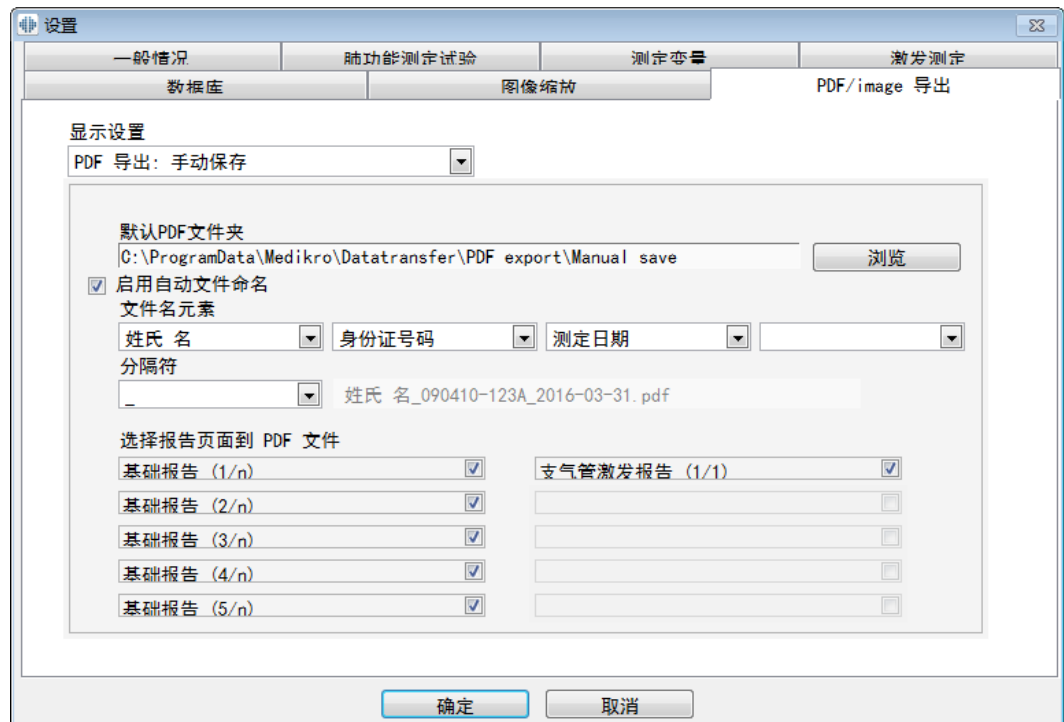 设置
一般情况 肺功能测定试验 测定变量 激发测定
数据库 图像缩放 PDF/image 导出
显示设置
PDF 导出: 手动保存
默认PDF文件夹
C:\ProgramData\Medikro\Datatransfer\PDF export\Manual save 浏览
启用自动文件命名
文件名元素
姓氏 名 身份证号码 测定日期
分隔符
_ 姓氏 名_090410-123A_2016-03-31.pdf
选择报告页面到 PDF 文件
基础报告 (1/n) 支气管激发报告 (1/1)
基础报告 (2/n)
基础报告 (3/n)
基础报告 (4/n)
基础报告 (5/n)
确定 取消